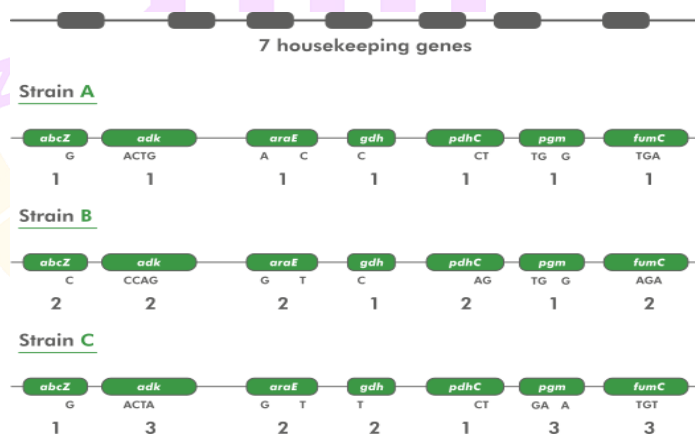 7 housekeeping genes
Strain A
abcZ adk araE gdh pdhC pgm fumC
G ACTG A C C CT TG G TGA
1 1 1 1 1 1 1
Strain B
abcZ adk araE gdh pdhC pgm fumC
C CCAG G T C AG TG G AGA
2 2 2 1 2 1 2
Strain C
abcZ adk araE gdh pdhC pgm fumC
G ACTA G T T CT GA A TGT
1 3 2 2 1 3 3